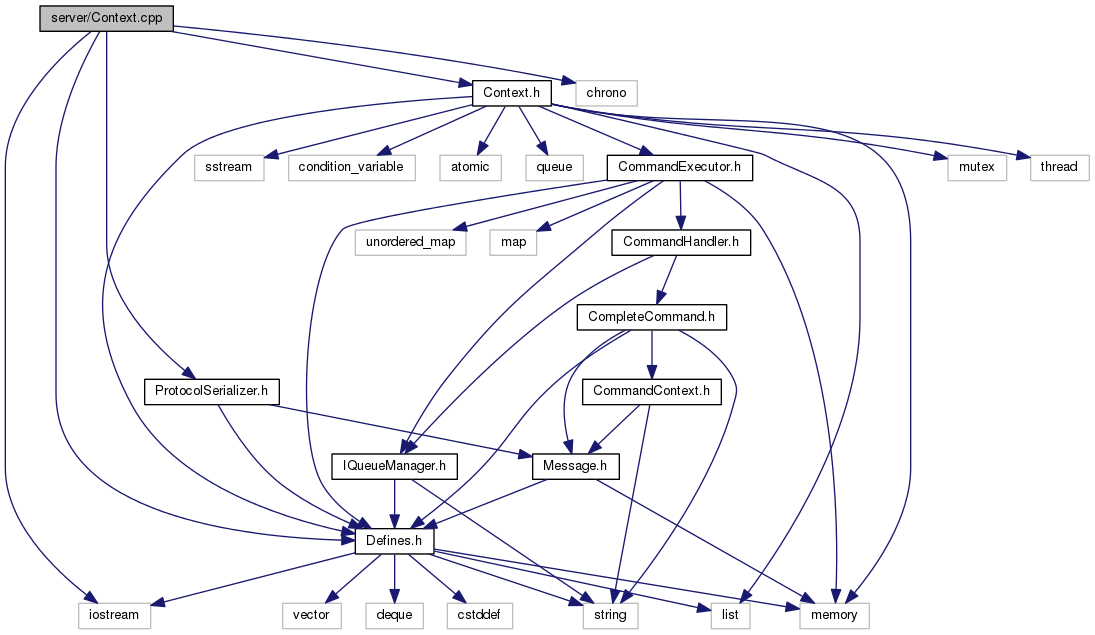 server/Context.cpp
Context.h
chrono
sstream
condition_variable
atomic
queue
CommandExecutor.h
mutex
thread
unordered_map
map
CommandHandler.h
CompleteCommand.h
ProtocolSerializer.h
CommandContext.h
IQueueManager.h
Message.h
Defines.h
iostream
vector
deque
cstddef
string
list
memory